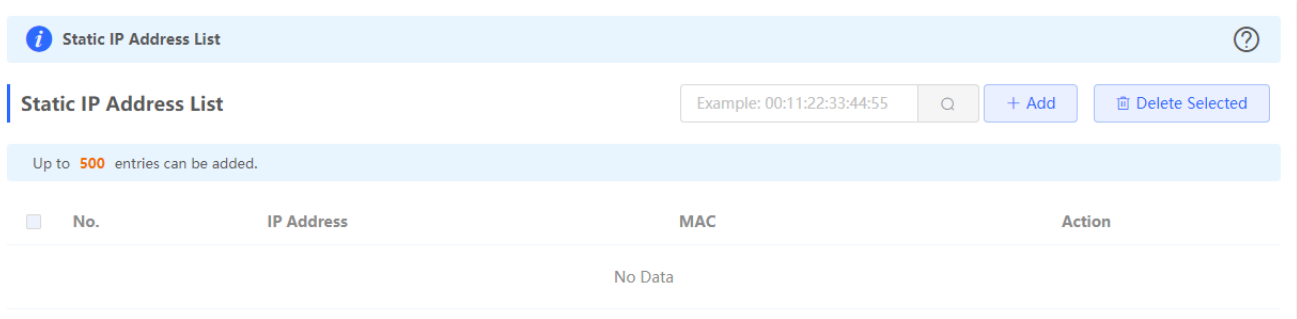 Static IP Address List
Static IP Address List
Example: 00:11:22:33:44:55
+ Add
Delete Selected
Up to 500 entries can be added.
No. IP Address MAC Action
No Data